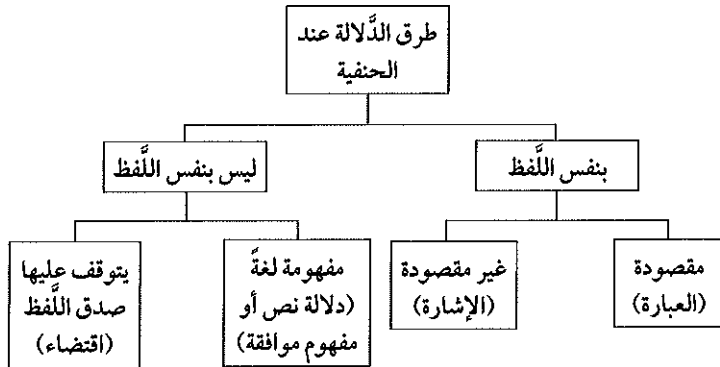 طرق الدَّلالة عند
الحنفية
بنفس اللَّفظ
ليس بنفس اللَّفظ
مقصودة
(العبارة)
غير مقصودة
(الإشارة)
مفهومة لغةً
(دلالة نص أو
مفهوم موافقة)
يتوقف عليها
صدق اللَّفظ
(اقتضاء)